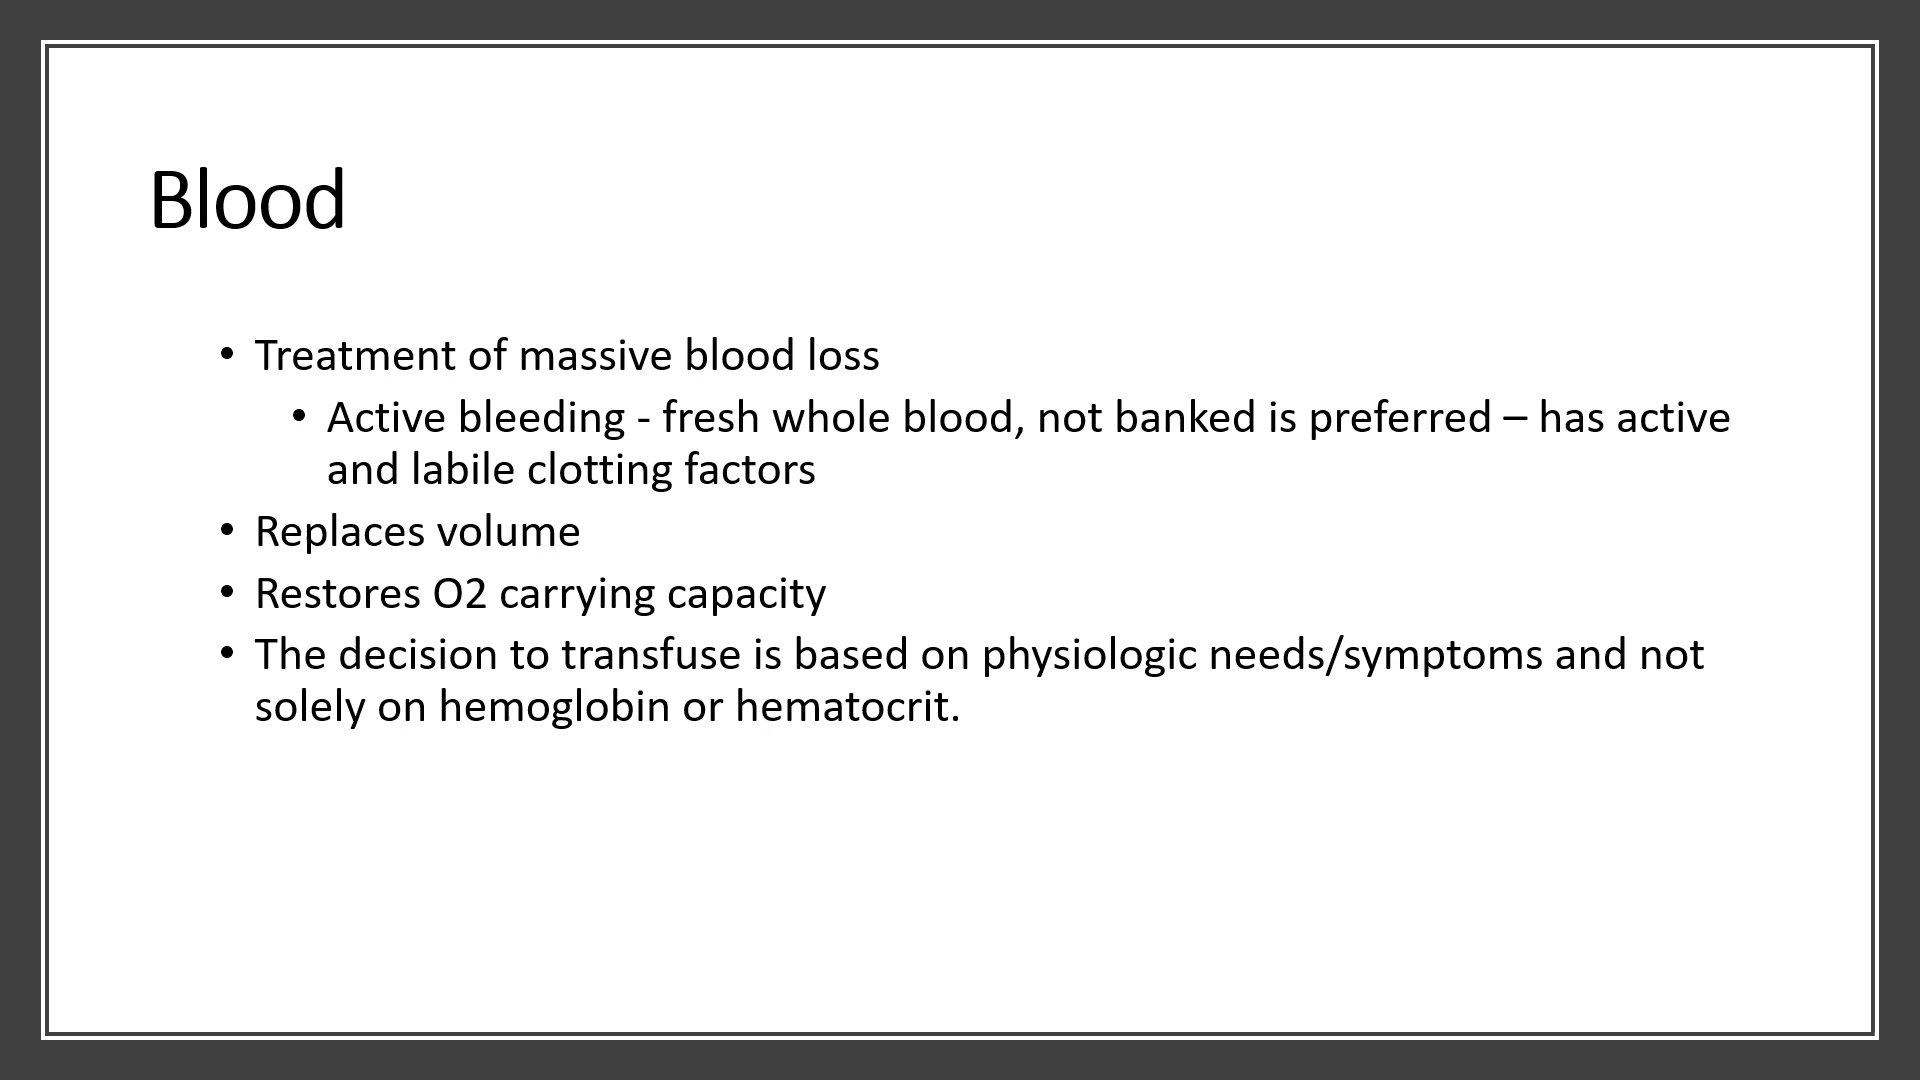 Blood
• Treatment of massive blood loss
• Active bleeding - fresh whole blood, not banked is preferred – has active
and labile clotting factors
• Replaces volume
• Restores O2 carrying capacity
• The decision to transfuse is based on physiologic needs/symptoms and not
solely on hemoglobin or hematocrit.